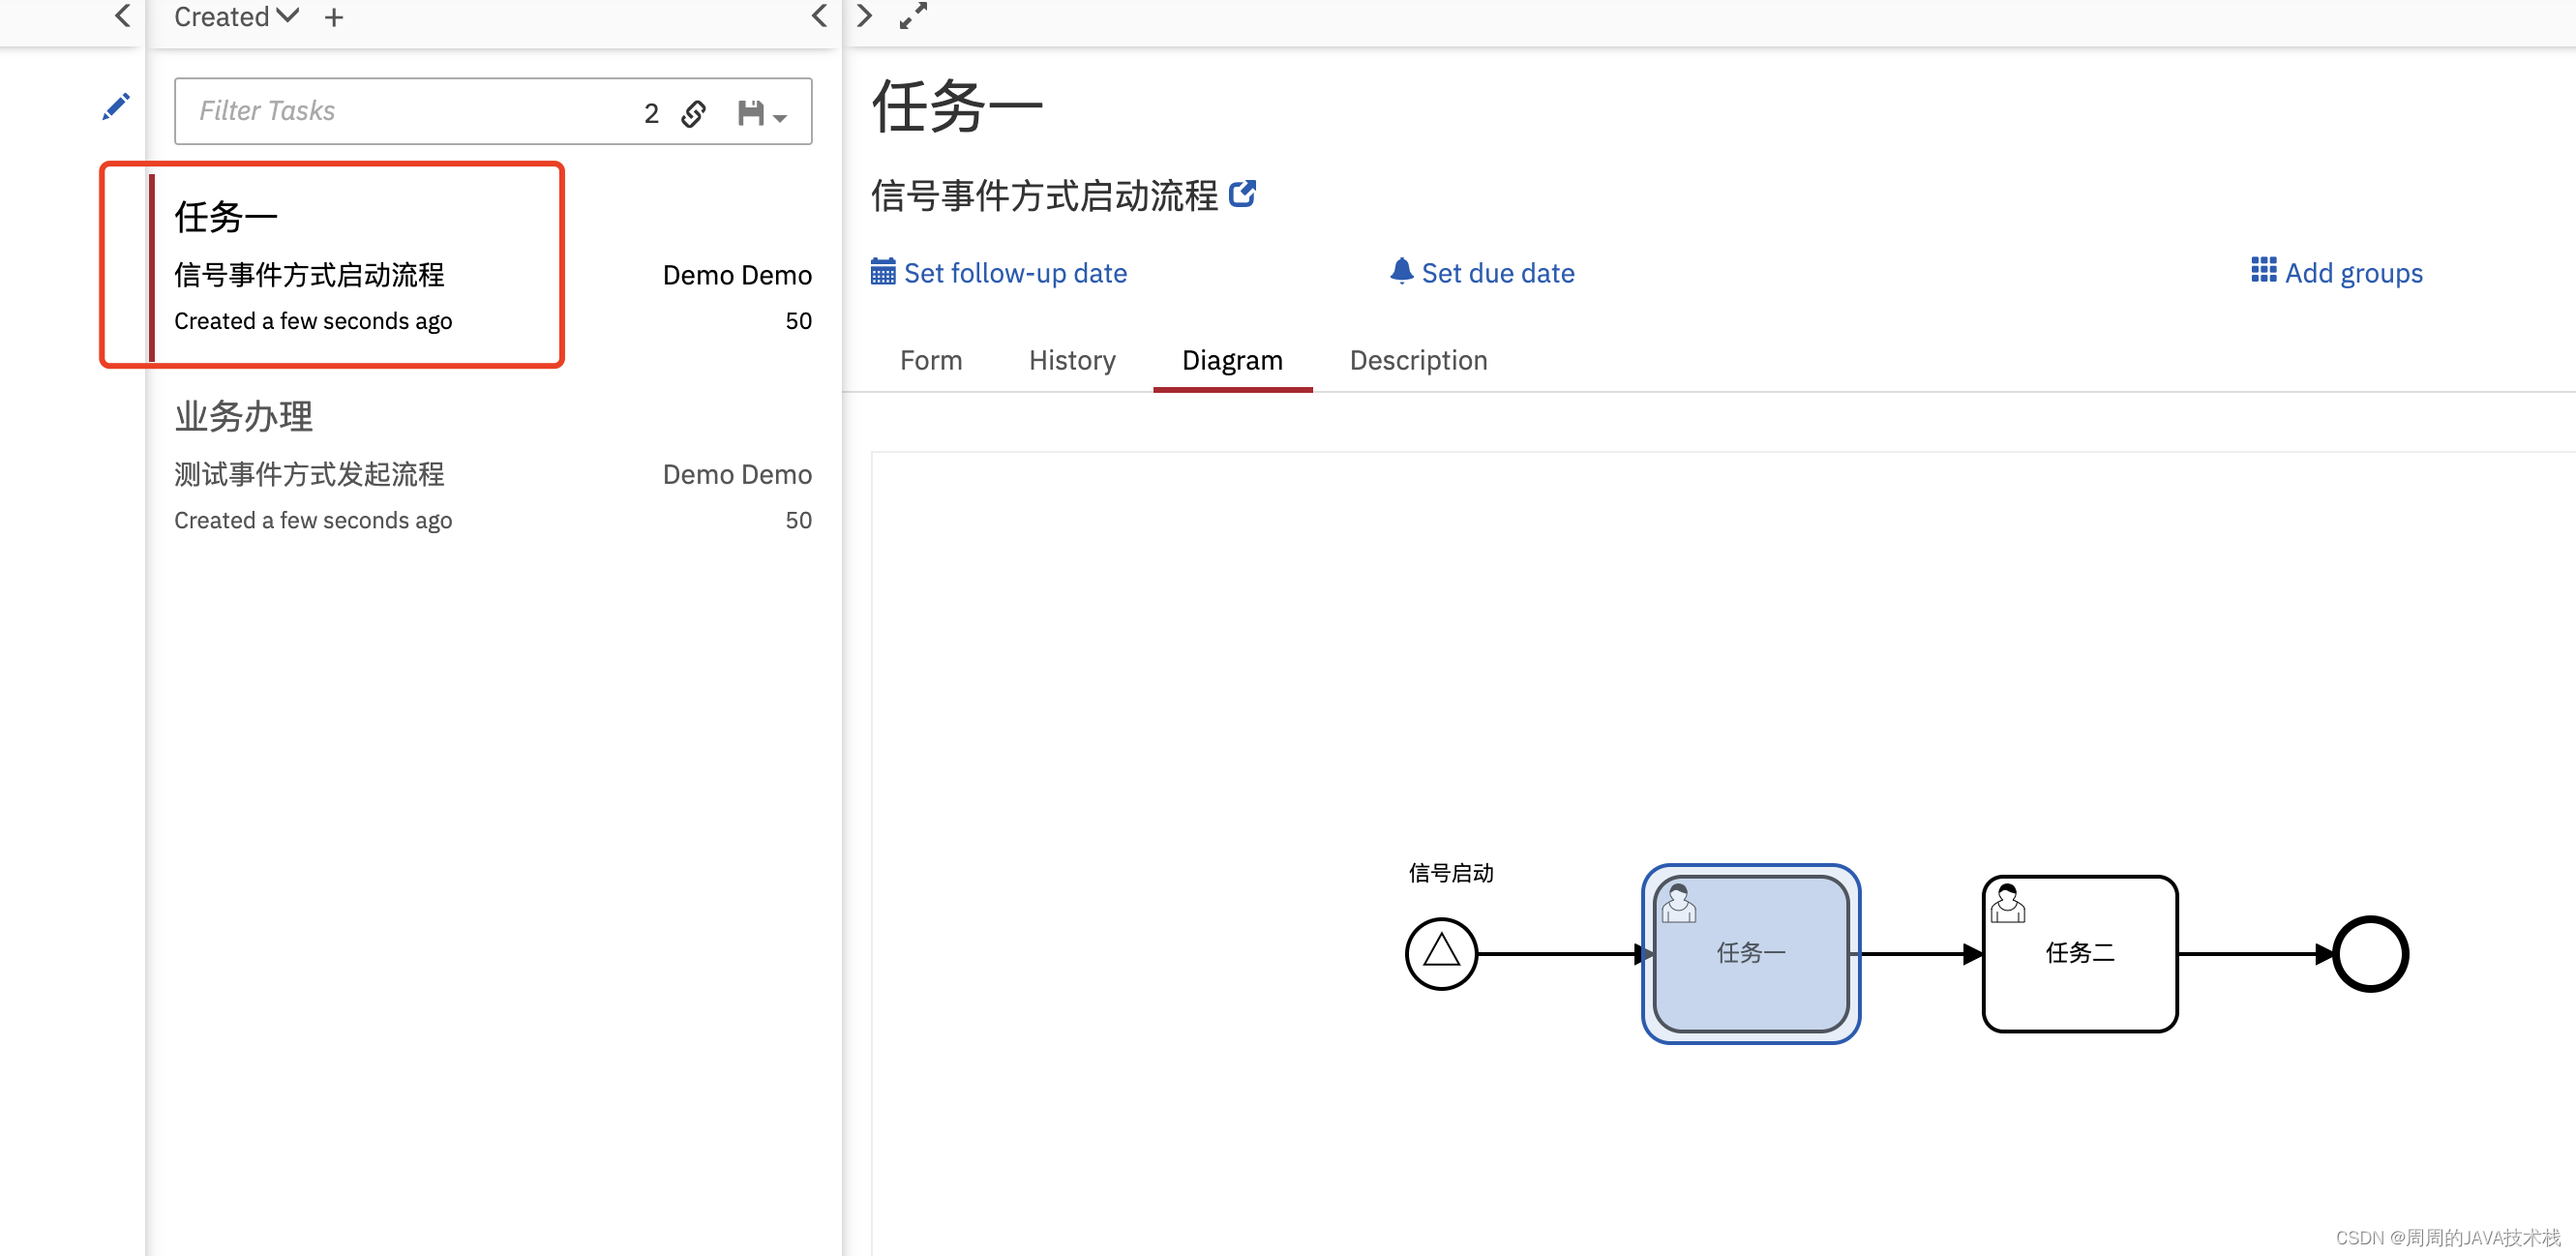 Created
Filter Tasks 2
任务一
信号事件方式启动流程 Demo Demo
Created a few seconds ago 50
业务办理
测试事件方式发起流程 Demo Demo
Created a few seconds ago 50
任务一
信号事件方式启动流程
Set follow-up date Set due date Add groups
Form History Diagram Description
信号启动
任务一 任务二
CSDN @周周的JAVA技术栈